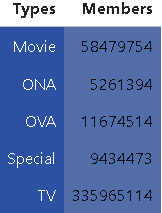 Types Members
Movie 58479754
ONA 5261394
OVA 11674514
Special 9434473
TV 335965114